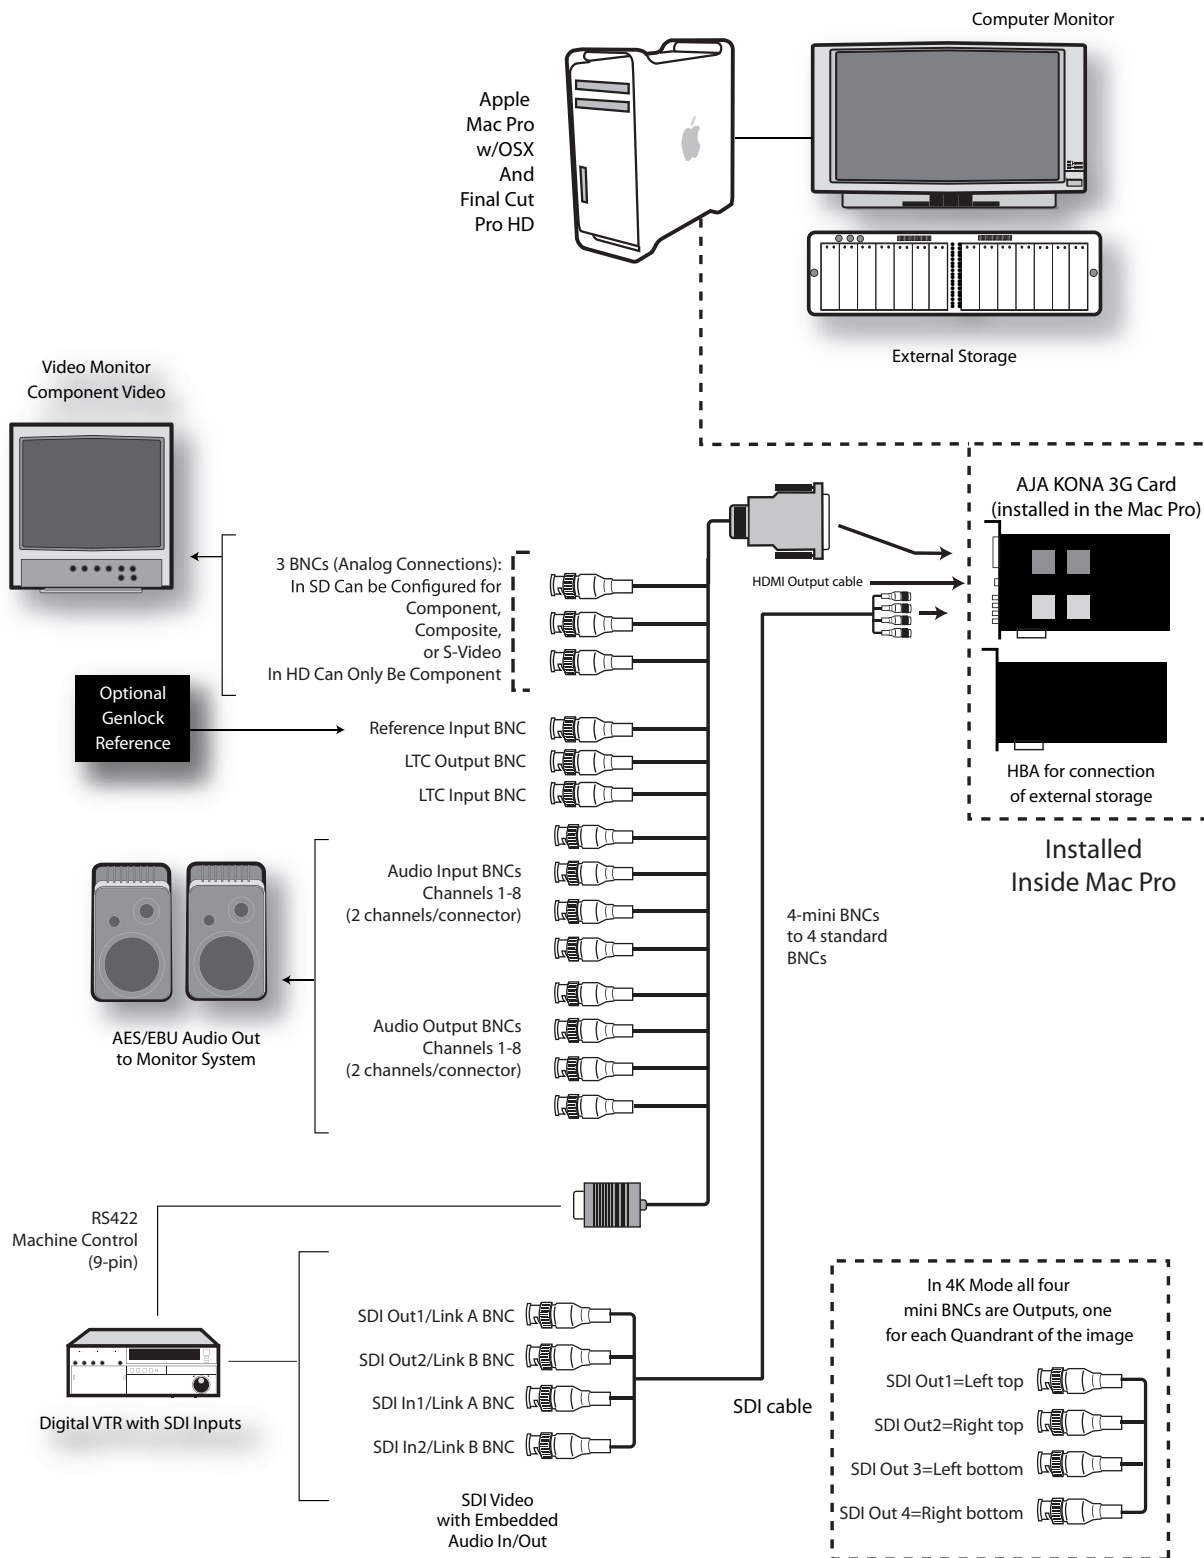 Computer Monitor
Apple
Mac Pro
w/OSX
And
Final Cut
Pro HD
External Storage
Video Monitor
Component Video
AJA KONA 3G Card
(installed in the Mac Pro)
3 BNCs (Analog Connections):
In SD Can be Configured for
Component,
Composite,
or S-Video
In HD Can Only Be Component
HDMI Output cable
Optional
Genlock
Reference
Reference Input BNC
LTC Output BNC
LTC Input BNC
HBA for connection
of external storage
Installed
Inside Mac Pro
Audio Input BNCs
Channels 1-8
(2 channels/connector)
4-mini BNCs
to 4 standard
BNCs
AES/EBU Audio Out
to Monitor System
Audio Output BNCs
Channels 1-8
(2 channels/connector)
RS422
Machine Control
(9-pin)
In 4K Mode all four
mini BNCs are Outputs, one
for each Quandrant of the image
SDI Out1/Link A BNC
SDI Out2/Link B BNC
SDI In1/Link A BNC
SDI In2/Link B BNC
SDI cable
SDI Out1=Left top
SDI Out2=Right top
SDI Out 3=Left bottom
SDI Out 4=Right bottom
Digital VTR with SDI Inputs
SDI Video
with Embedded
Audio In/Out